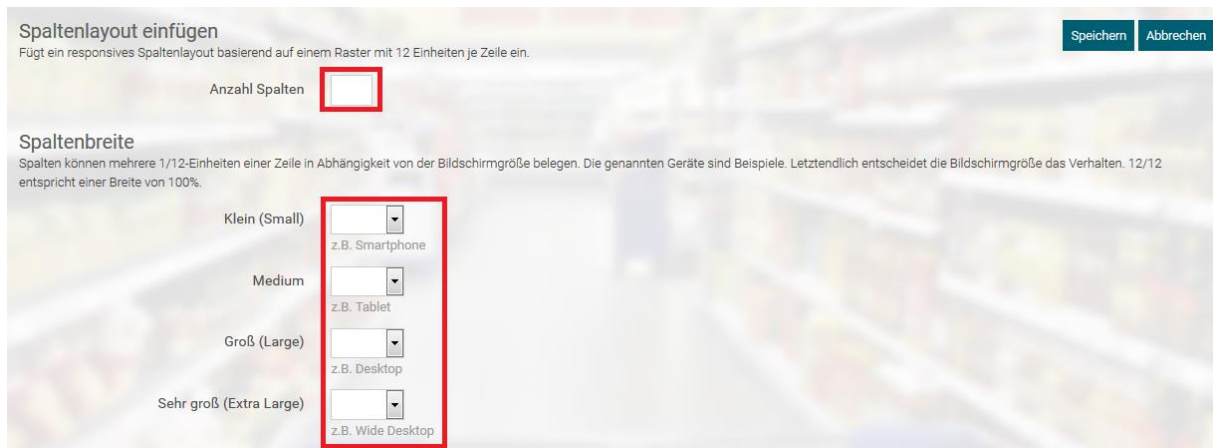 Spaltenlayout einfügen
Speichern
Abbrechen
Fügt ein responsives Spaltenlayout basierend auf einem Raster mit 12 Einheiten je Zeile ein.
Anzahl Spalten
Spaltenbreite
Spalten können mehrere 1/12-Einheiten einer Zeile in Abhängigkeit von der Bildschirmgröße belegen. Die genannten Geräte sind Beispiele. Letztendlich entscheidet die Bildschirmgröße das Verhalten. 12/12
entspricht einer Breite von 100%.
Klein (Small)
z.B. Smartphone
Medium
z.B. Tablet
Groß (Large)
z.B. Desktop
Sehr groß (Extra Large)
z.B. Wide Desktop